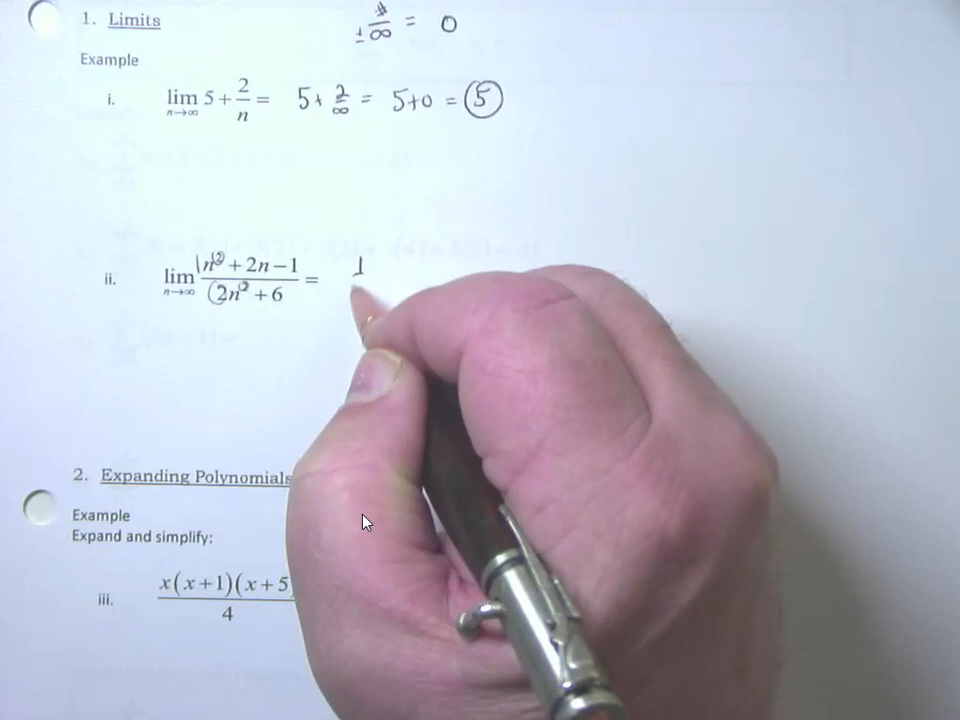 1. Limits ± #/∞ = 0
Example
i. lim n→∞ 5 + 2/n = 5 + 2/∞ = 5+0 = 5
ii. lim n→∞ (1n² + 2n − 1)/(2n² + 6) = 1
2. Expanding Polynomials
Example
Expand and simplify:
iii. x(x+1)(x+5)/4